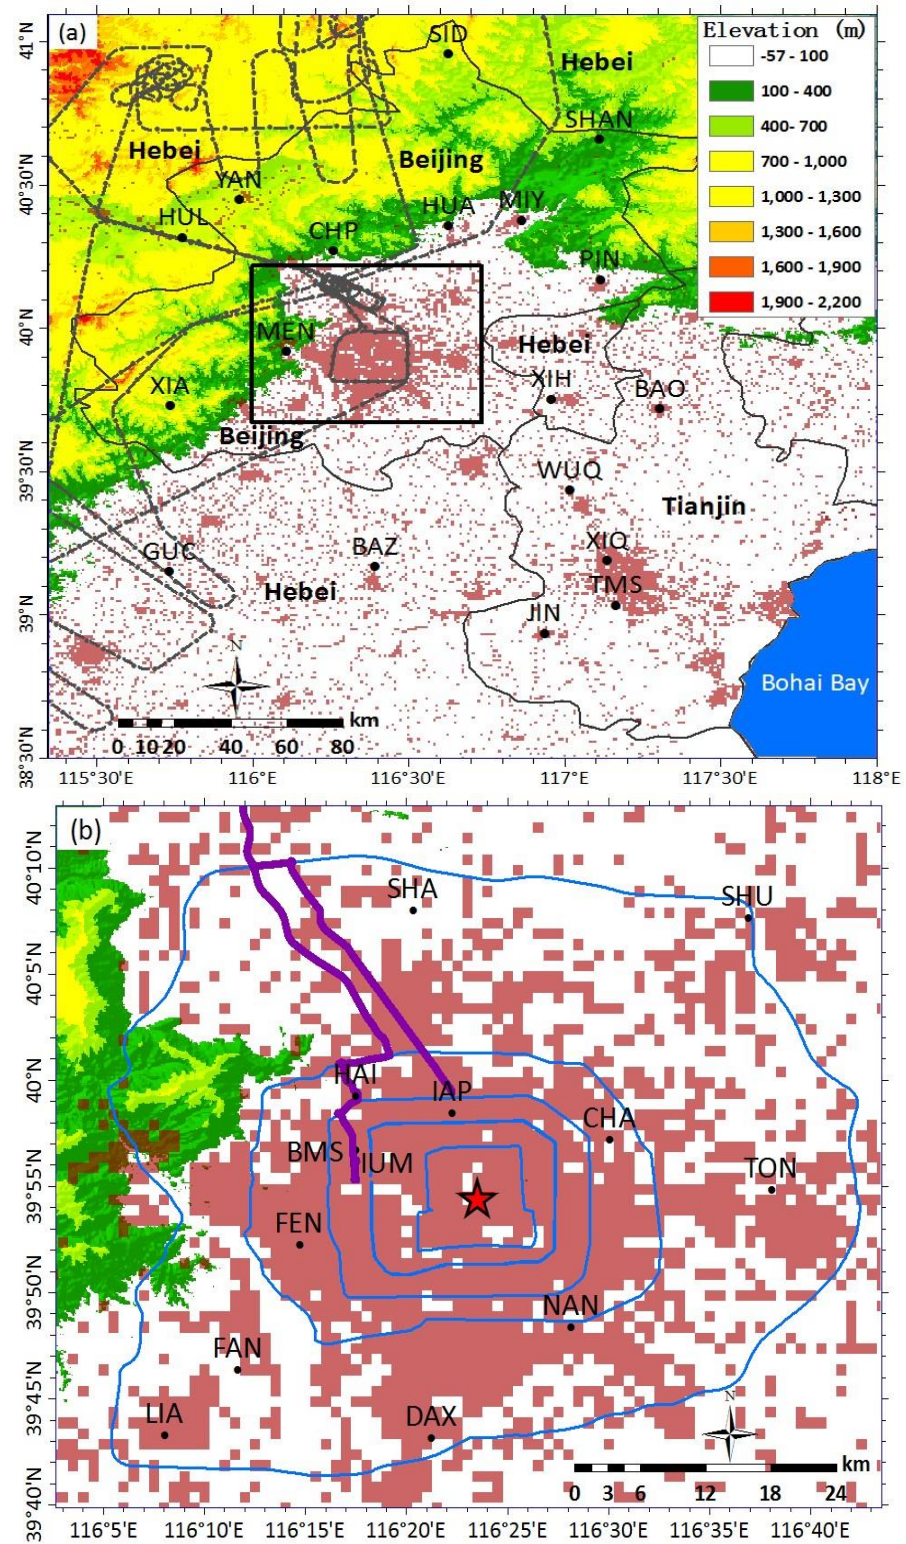 (a)
Elevation (m)
-57 - 100
100 - 400
400- 700
700 - 1,000
1,000 - 1,300
1,300 - 1,600
1,600 - 1,900
1,900 - 2,200
SID
Hebei
SHAN
Hebei
Beijing
YAN
HUL
HUA
MIY
CHP
PIN
MEN
Hebei
XIA
XIH
BAO
Beijing
WUQ
Tianjin
GUC
BAZ
XIQ
Hebei
TMS
JIN
N
Bohai Bay
km
0 10 20 40 60 80
41°N
40°30'N
40°N
39°30'N
39°N
38°30'N
115°30'E 116°E 116°30'E 117°E 117°30'E 118°E
(b)
SHA
SHU
HAI
IAP
CHA
BMS
IUM
TON
FEN
NAN
FAN
LIA
DAX
N
km
0 3 6 12 18 24
40°10'N
40°5'N
40°0'N
39°55'N
39°50'N
39°45'N
39°40'N
116°5'E 116°10'E 116°15'E 116°20'E 116°25'E 116°30'E 116°35'E 116°40'E